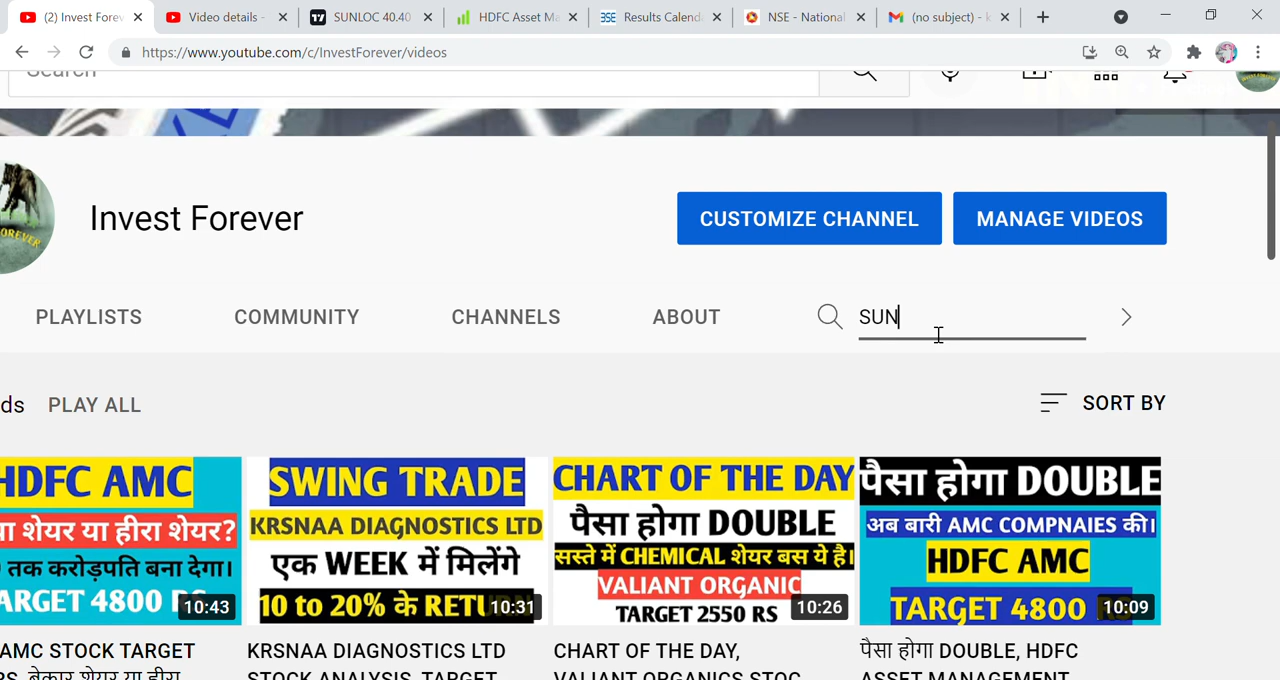 (2) Invest Forev
Video details -
SUNLOC 40.40
HDFC Asset Ma
Results Calend
NSE - National
(no subject) - k
https://www.youtube.com/c/InvestForever/videos
Search
FOREVER
Invest Forever
CUSTOMIZE CHANNEL
MANAGE VIDEOS
PLAYLISTS
COMMUNITY
CHANNELS
ABOUT
SUN
ds
PLAY ALL
SORT BY
HDFC AMC
शेयर या हीरा शेयर?
तक करोड़पति बना देगा।
ARGET 4800 RS
10:43
SWING TRADE
KRSNAA DIAGNOSTICS LTD
एक WEEK में मिलेंगे
10 to 20% के RETU
10:31
CHART OF THE DAY
पैसा होगा DOUBLE
सस्ते में CHEMICAL शेयर बस ये है।
VALIANT ORGANIC
TARGET 2550 RS
10:26
पैसा होगा DOUBLE
अब बारी AMC COMPNAIES की।
HDFC AMC
TARGET 4800
10:09
AMC STOCK TARGET
RS, बेकार शेयर या हीरा
KRSNAA DIAGNOSTICS LTD
STOCK ANALYSIS, TARGET
CHART OF THE DAY,
VALIANT ORGANICS STOC
पैसा होगा DOUBLE, HDFC
ASSET MANAGEMENT